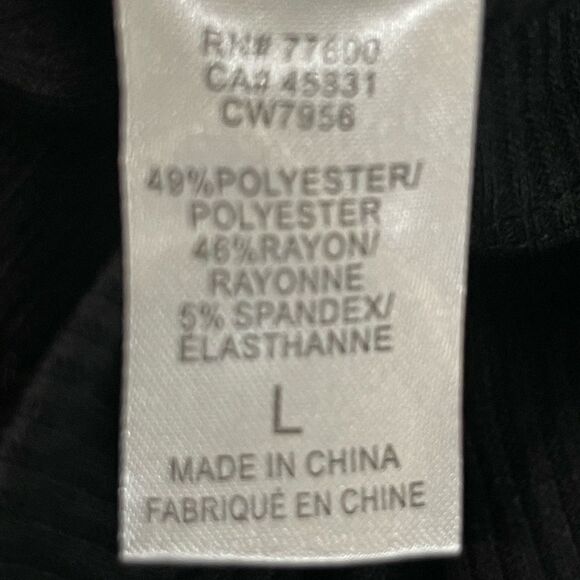 RN# 77600
CA# 45331
CW7956
49%POLYESTER/
POLYESTER
46%RAYON/
RAYONNE
5% SPANDEX/
ÉLASTHANNE
L
MADE IN CHINA
FABRIQUÉ EN CHINE